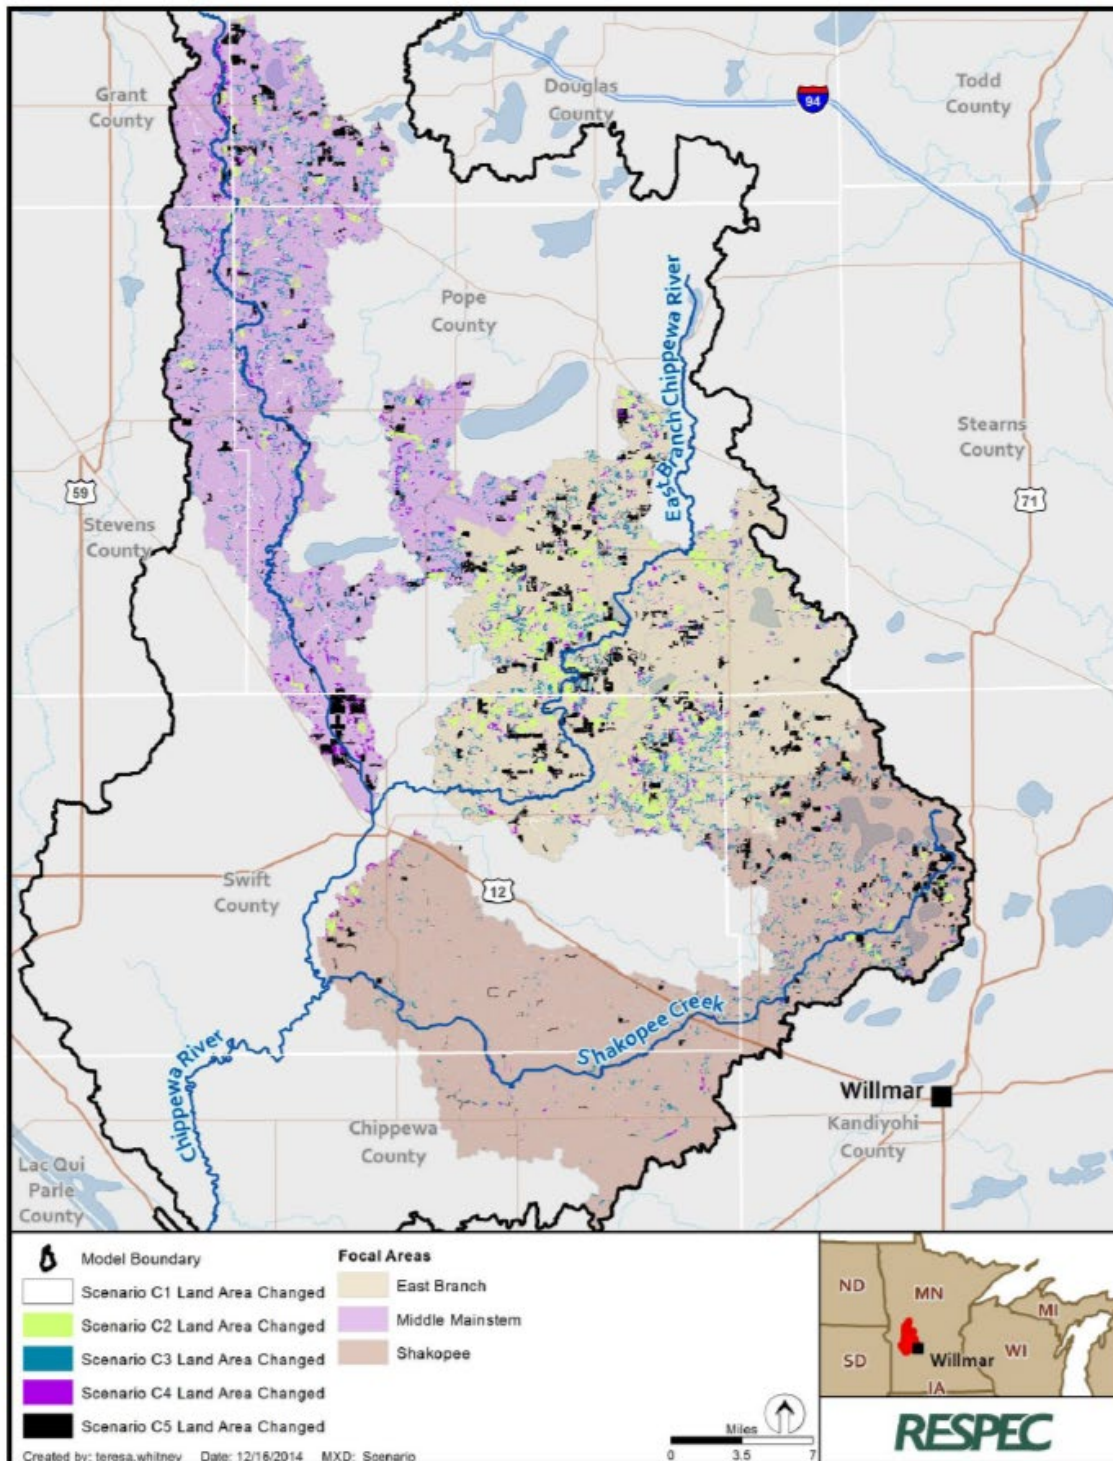 Grant
County
Douglas
County
94
Todd
County
Pope
County
East Branch Chippewa River
59
Stevens
County
Stearns
County
71
Swift
County
12
Shakopee Creek
Chippewa River
Willmar
Kandiyohi
County
Chippewa
County
Lac Qui
Parle
County
Model Boundary
Scenario C1 Land Area Changed
Scenario C2 Land Area Changed
Scenario C3 Land Area Changed
Scenario C4 Land Area Changed
Scenario C5 Land Area Changed
Focal Areas
East Branch
Middle Mainstem
Shakopee
Miles
0 3.5 7
Created by: teresa.whitney Date: 12/16/2014 MXD: Scenario
ND
MN
MI
SD
WI
Willmar
IA
RESPEC